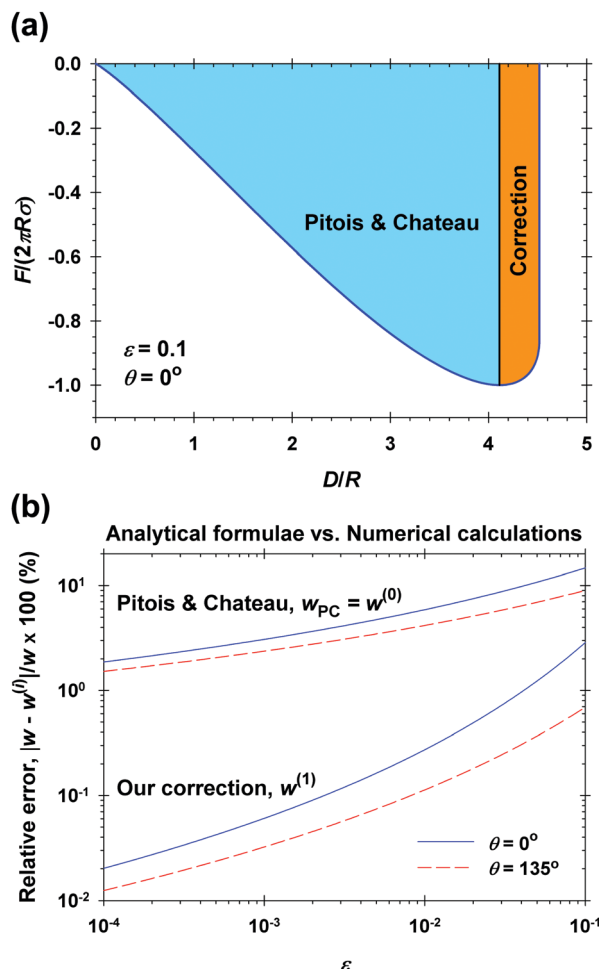 (a)
0.0
-0.2
-0.4
-0.6
-0.8
-1.0
F/(2πRσ)
Pitois & Chateau
Correction
ε = 0.1
θ = 0°
0 1 2 3 4 5
D/R
(b)
Analytical formulae vs. Numerical calculations
10¹
10⁰
10⁻¹
10⁻²
Relative error, |w - w⁽ⁱ⁾|/w x 100 (%)
Pitois & Chateau, w_PC = w⁽⁰⁾
Our correction, w⁽¹⁾
θ = 0°
θ = 135°
10⁻⁴ 10⁻³ 10⁻² 10⁻¹
ε